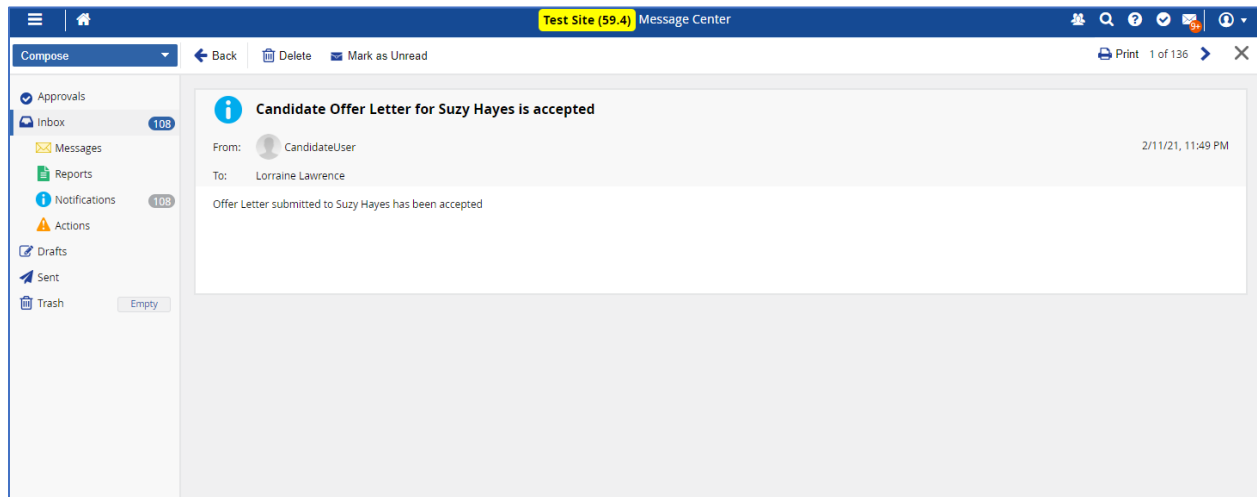 Test Site (59.4) Message Center
9+
Compose
Back Delete Mark as Unread Print 1 of 136
Approvals
Inbox 108
Messages
Reports
Notifications 108
Actions
Drafts
Sent
Trash Empty
Candidate Offer Letter for Suzy Hayes is accepted
From: CandidateUser 2/11/21, 11:49 PM
To: Lorraine Lawrence
Offer Letter submitted to Suzy Hayes has been accepted